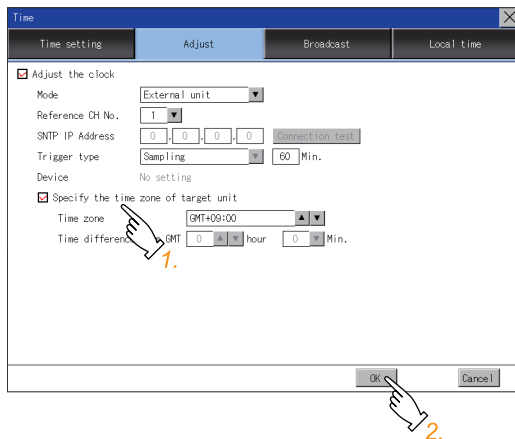 Time
Time setting Adjust Broadcast Local time
Adjust the clock
Mode External unit
Reference CH No. 1
SNTP IP Address 0 . 0 . 0 . 0 Connection test
Trigger type Sampling 60 Min.
Device No setting
Specify the time zone of target unit
Time zone GMT+09:00
Time differenc GMT 0 hour 0 Min.
1.
OK Cancel
2.